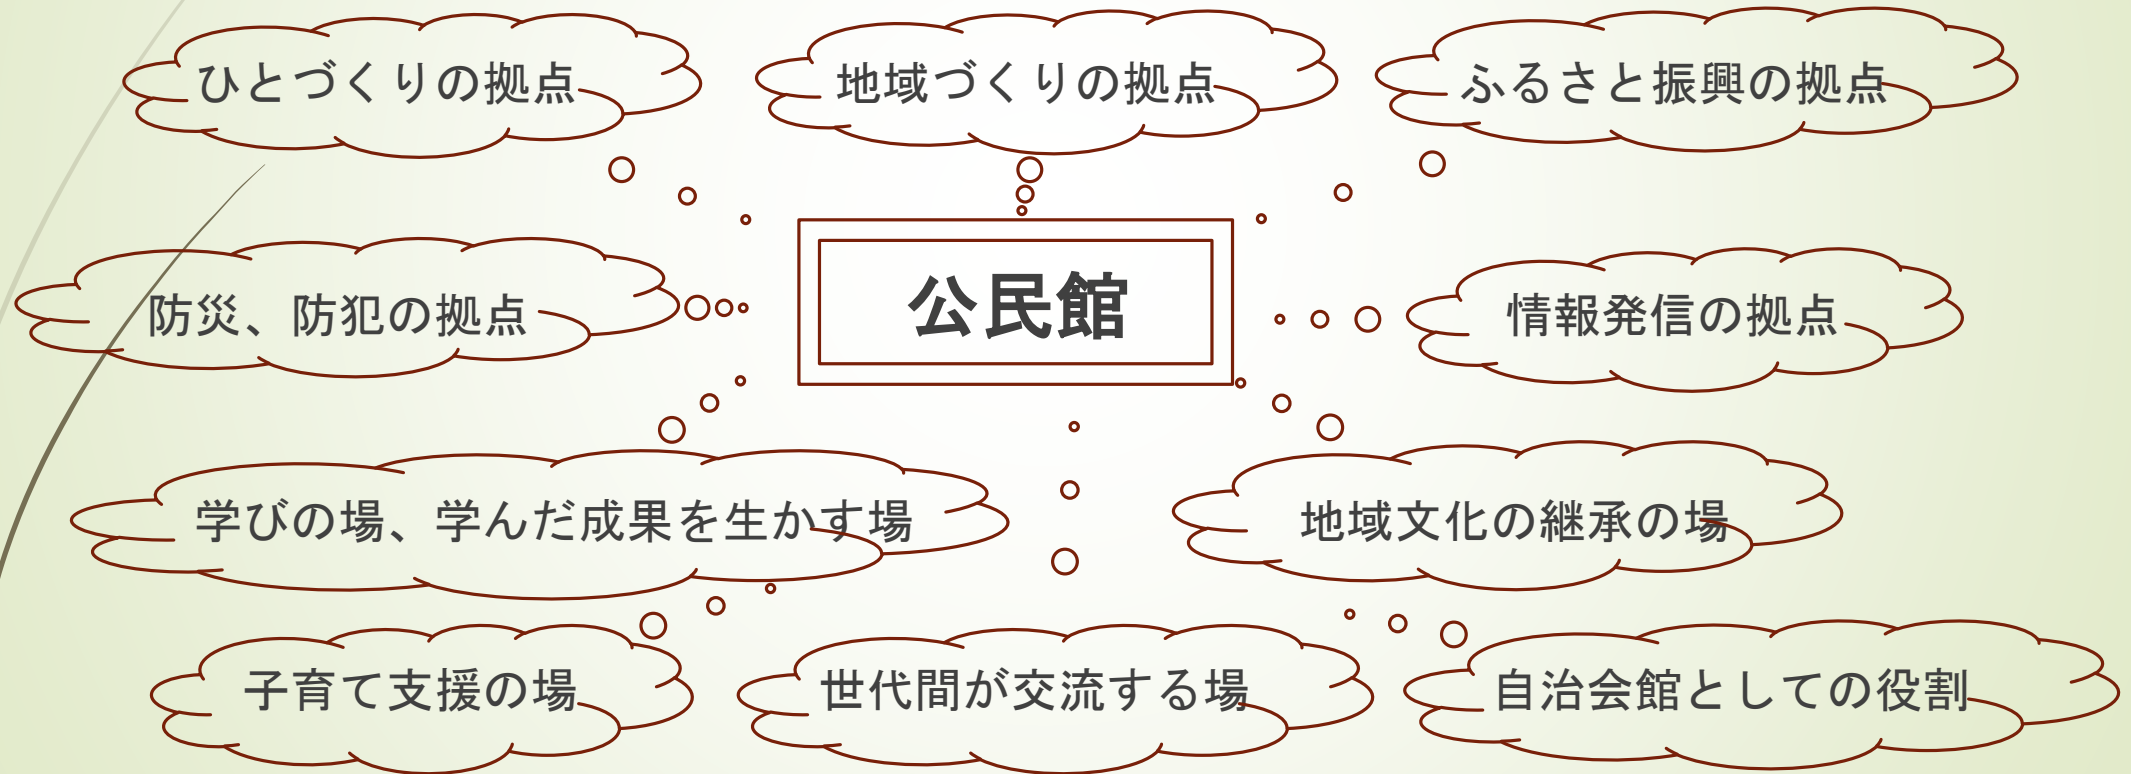 ひとづくりの拠点
地域づくりの拠点
ふるさと振興の拠点
公民館
防災、防犯の拠点
情報発信の拠点
学びの場、学んだ成果を生かす場
地域文化の継承の場
子育て支援の場
世代間が交流する場
自治会館としての役割